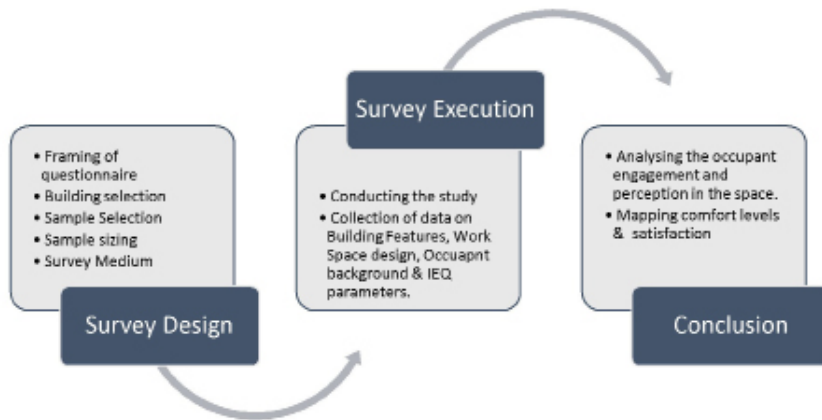 • Framing of
questionnaire
• Building selection
• Sample Selection
• Sample sizing
• Survey Medium
Survey Design
Survey Execution
• Conducting the study
• Collection of data on
Building Features, Work
Space design, Occuapnt
background & IEQ
parameters.
• Analysing the occupant
engagement and
perception in the space.
• Mapping comfort levels
& satisfaction
Conclusion